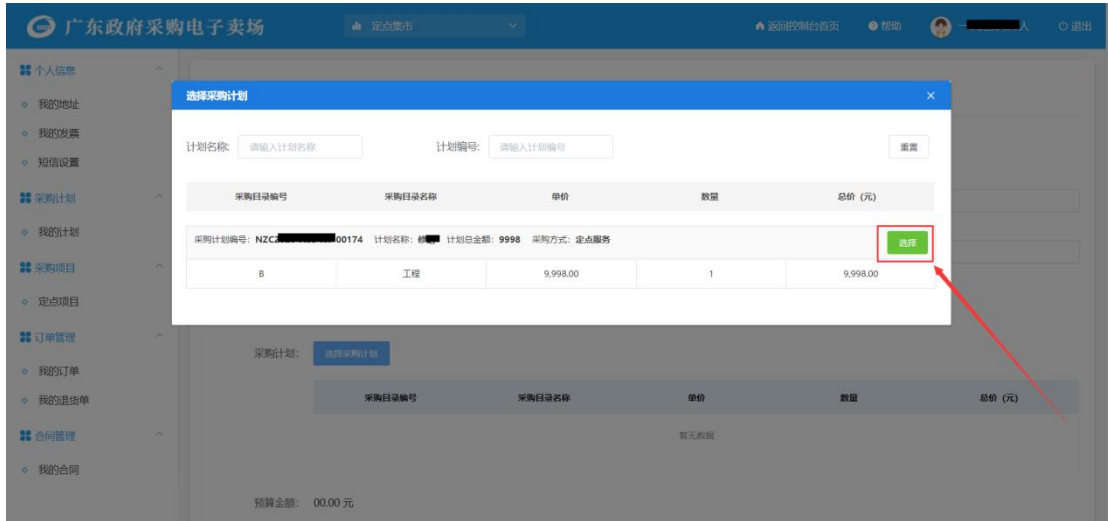 广东政府采购电子卖场 定点集市 返回控制台首页 帮助 一 人 退出
个人信息
我的地址
我的发票
短信设置
采购计划
我的计划
采购项目
定点项目
订单管理
我的订单
我的退货单
合同管理
我的合同
选择采购计划
计划名称: 请输入计划名称 计划编号: 请输入计划编号 重置
采购目录编号 采购目录名称 单价 数量 总价（元）
采购计划编号: NZC2 00174 计划名称: 修 计划总金额: 9998 采购方式: 定点服务 选择
B 工程 9,998.00 1 9,998.00
采购计划: 选择采购计划
采购目录编号 采购目录名称 单价 数量 总价（元）
暂无数据
预算金额: 00.00 元